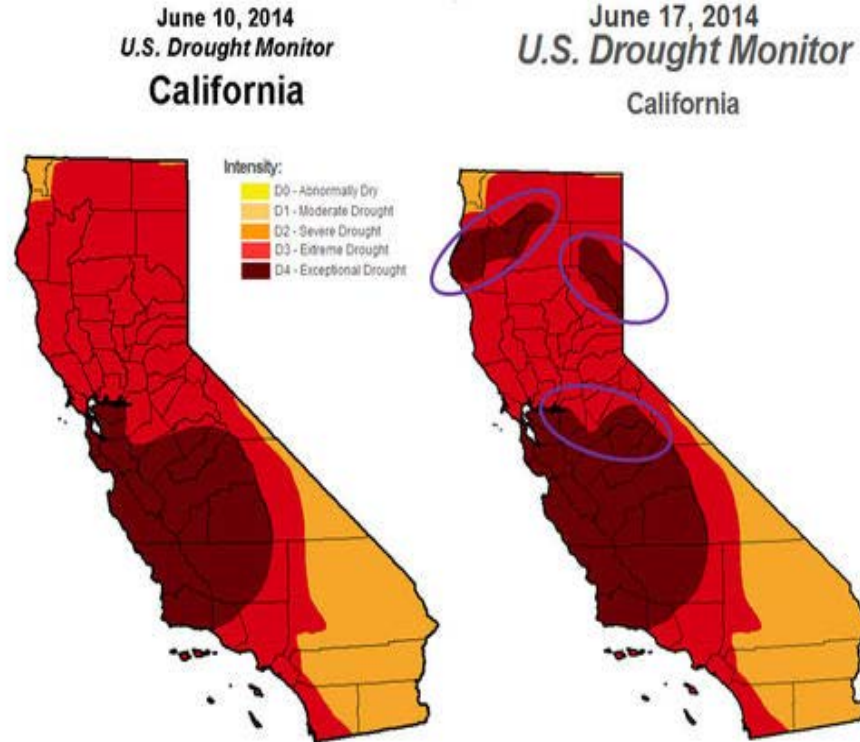 June 10, 2014
U.S. Drought Monitor
California
Intensity:
D0 - Abnormally Dry
D1 - Moderate Drought
D2 - Severe Drought
D3 - Extreme Drought
D4 - Exceptional Drought
June 17, 2014
U.S. Drought Monitor
California